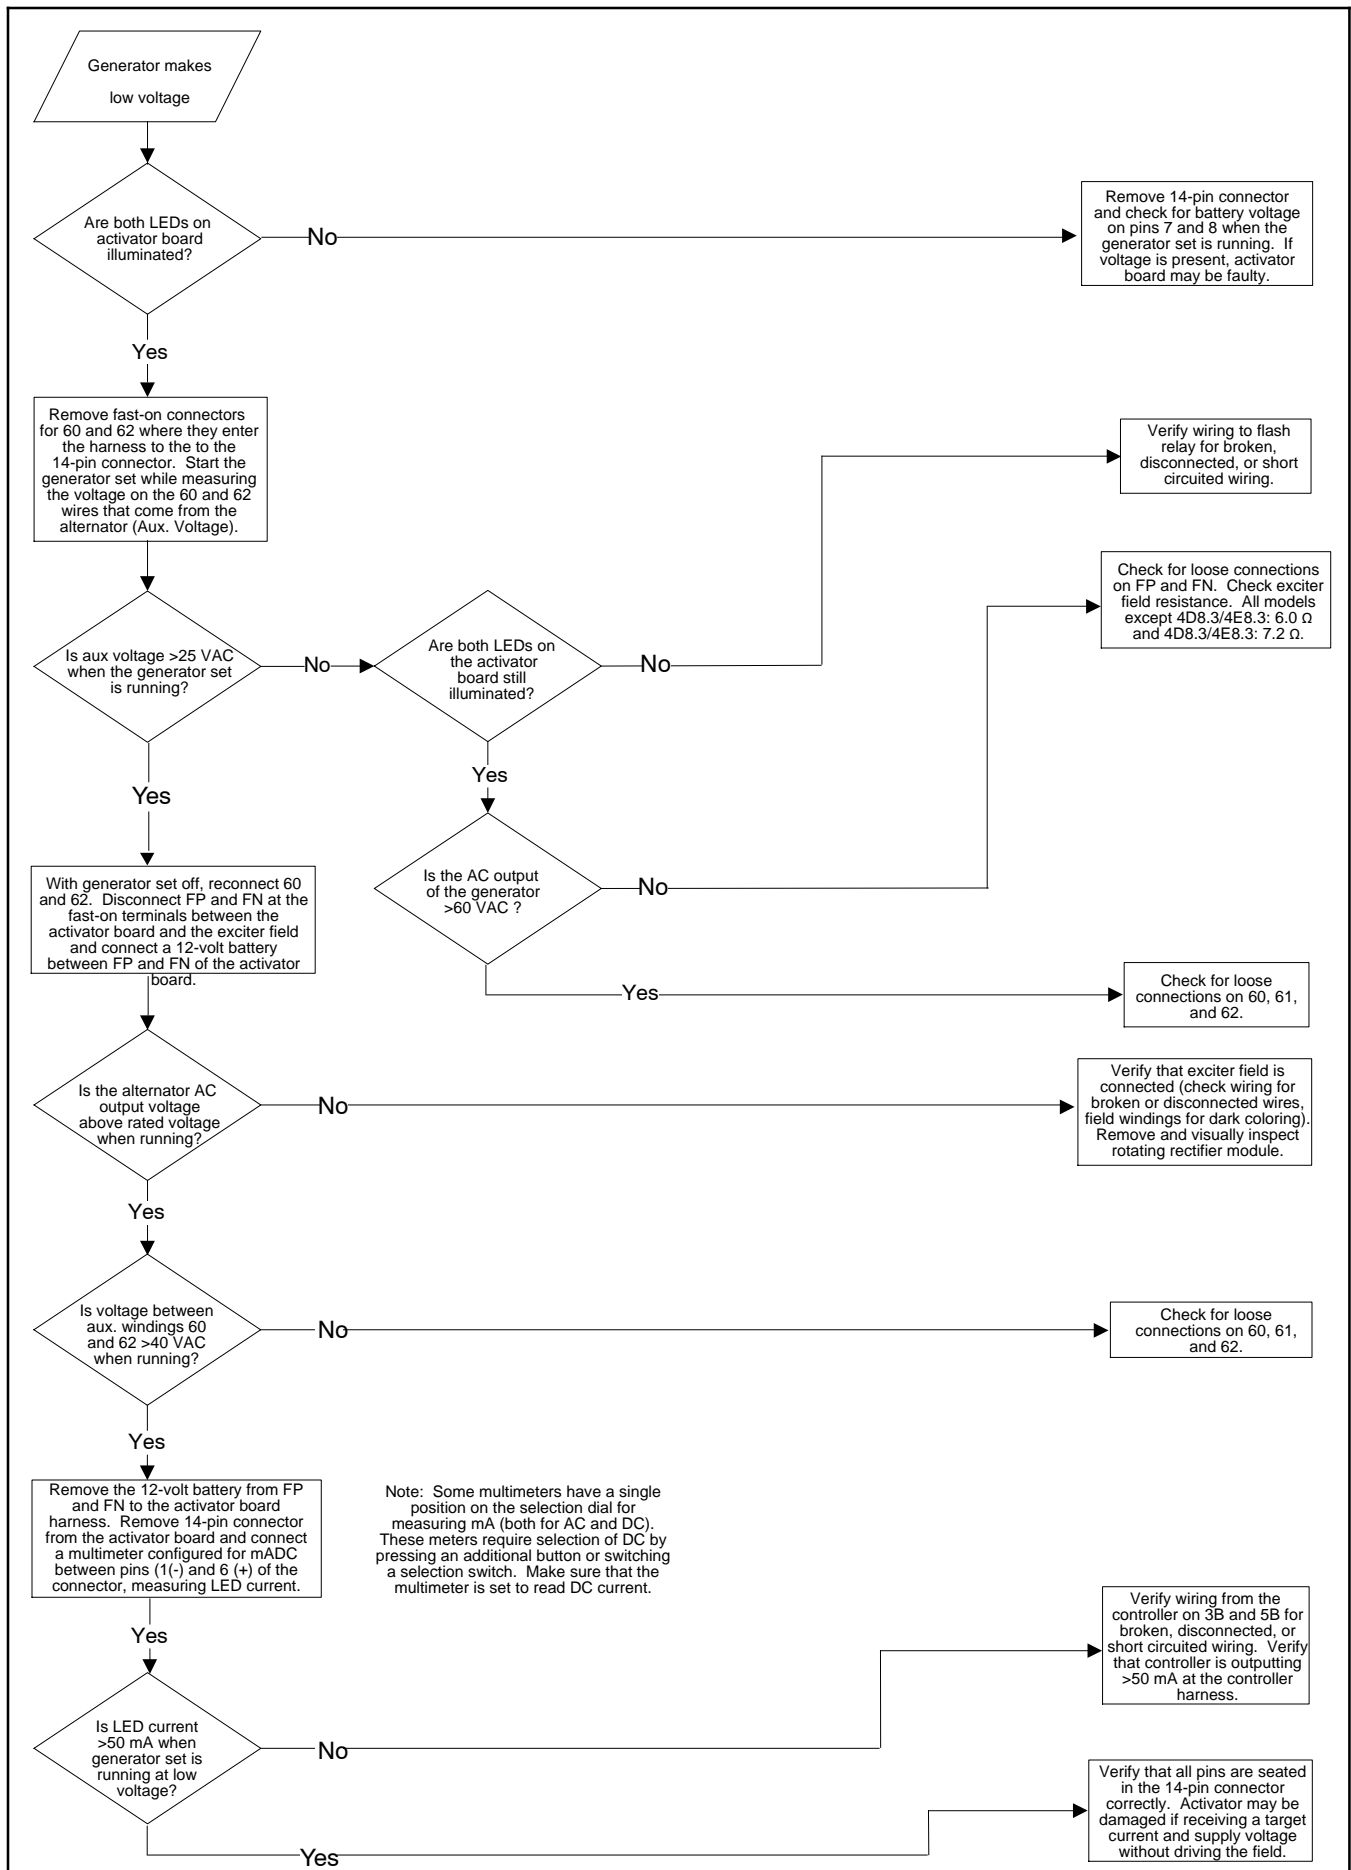 Generator makes
low voltage
Are both LEDs on
activator board
illuminated?
No
Remove 14-pin connector
and check for battery voltage
on pins 7 and 8 when the
generator set is running. If
voltage is present, activator
board may be faulty.
Yes
Remove fast-on connectors
for 60 and 62 where they enter
the harness to the to the
14-pin connector. Start the
generator set while measuring
the voltage on the 60 and 62
wires that come from the
alternator (Aux. Voltage).
Verify wiring to flash
relay for broken,
disconnected, or short
circuited wiring.
Check for loose connections
on FP and FN. Check exciter
field resistance. All models
except 4D8.3/4E8.3: 6.0 Ω
and 4D8.3/4E8.3: 7.2 Ω.
Is aux voltage >25 VAC
when the generator set
is running?
No
Are both LEDs on
the activator
board still
illuminated?
No
Yes
Yes
With generator set off, reconnect 60
and 62. Disconnect FP and FN at the
fast-on terminals between the
activator board and the exciter field
and connect a 12-volt battery
between FP and FN of the activator
board.
Is the AC output
of the generator
>60 VAC ?
No
Yes
Check for loose
connections on 60, 61,
and 62.
Is the alternator AC
output voltage
above rated voltage
when running?
No
Verify that exciter field is
connected (check wiring for
broken or disconnected wires,
field windings for dark coloring).
Remove and visually inspect
rotating rectifier module.
Yes
Is voltage between
aux. windings 60
and 62 >40 VAC
when running?
No
Check for loose
connections on 60, 61,
and 62.
Yes
Remove the 12-volt battery from FP
and FN to the activator board
harness. Remove 14-pin connector
from the activator board and connect
a multimeter configured for mADC
between pins (1(-) and 6 (+) of the
connector, measuring LED current.
Note: Some multimeters have a single
position on the selection dial for
measuring mA (both for AC and DC).
These meters require selection of DC by
pressing an additional button or switching
a selection switch. Make sure that the
multimeter is set to read DC current.
Yes
Verify wiring from the
controller on 3B and 5B for
broken, disconnected, or
short circuited wiring. Verify
that controller is outputting
>50 mA at the controller
harness.
Is LED current
>50 mA when
generator set is
running at low
voltage?
No
Verify that all pins are seated
in the 14-pin connector
correctly. Activator may be
damaged if receiving a target
current and supply voltage
without driving the field.
Yes